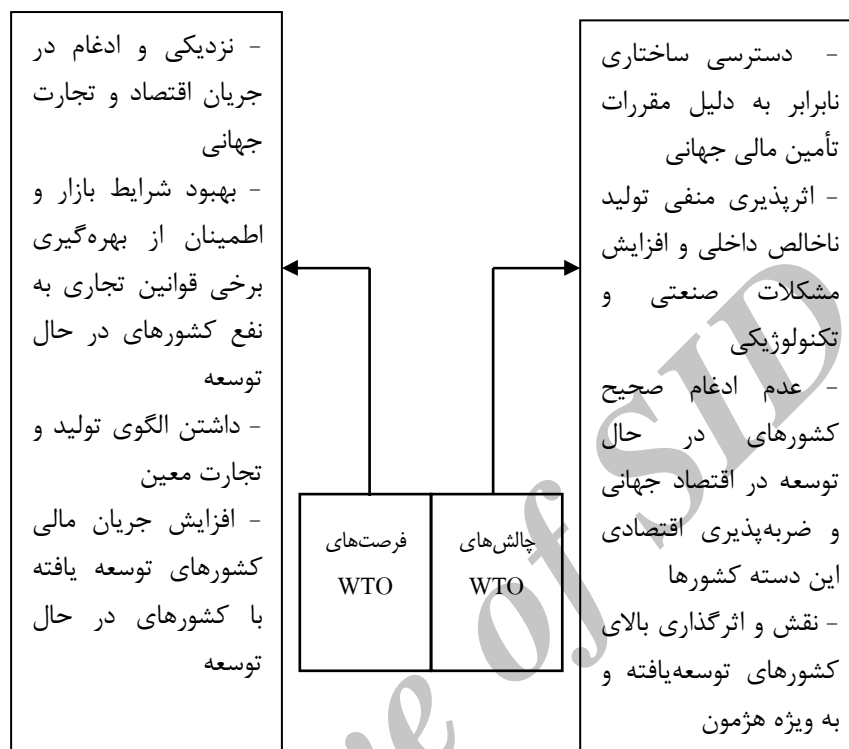 - دسترسی ساختاری
نابرابر به دلیل مقررات
تأمین مالی جهانی
- اثرپذیری منفی تولید
ناخالص داخلی و افزایش
مشکلات صنعتی و
تکنولوژیکی
- عدم ادغام صحیح
کشورهای در حال
توسعه در اقتصاد جهانی
و ضربه‌پذیری اقتصادی
این دسته کشورها
- نقش و اثرگذاری بالای
کشورهای توسعه‌یافته و
به ویژه هژمون
چالش‌های
WTO
فرصت‌های
WTO
- نزدیکی و ادغام در
جریان اقتصاد و تجارت
جهانی
- بهبود شرایط بازار و
اطمینان از بهره‌گیری
برخی قوانین تجاری به
نفع کشورهای در حال
توسعه
- داشتن الگوی تولید و
تجارت معین
- افزایش جریان مالی
کشورهای توسعه یافته
با کشورهای در حال
توسعه
of SID